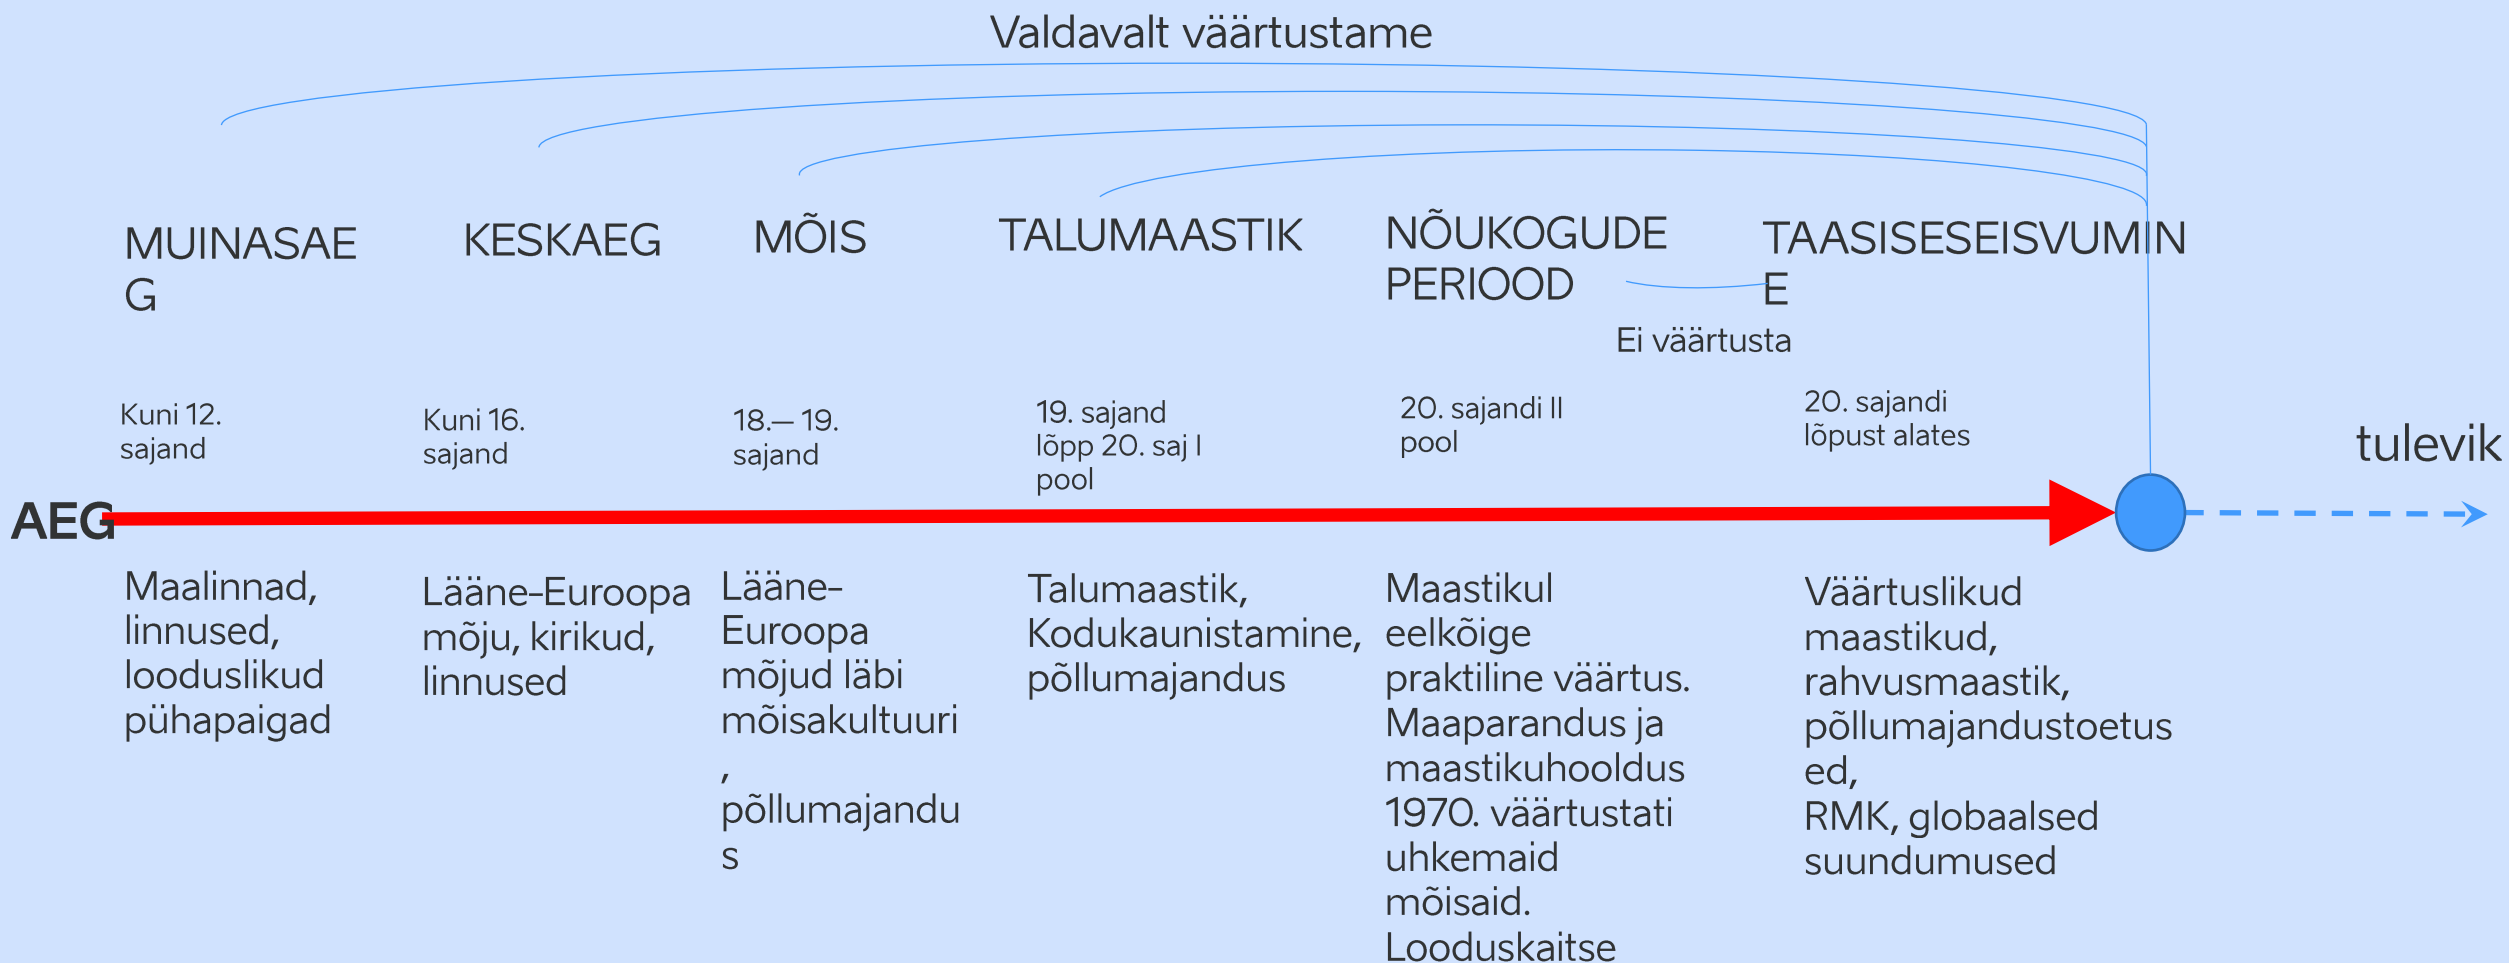 Valdavalt väärtustame
MUINASAE
G
KESKAEG
MÕIS
TALUMAASTIK
NÕUKOGUDE
PERIOOD
TAASISESEISVUMIN
E
Ei väärtusta
Kuni 12.
sajand
Kuni 16.
sajand
18.– 19.
sajand
19. sajand
lõpp 20. saj I
pool
20. sajandi II
pool
20. sajandi
lõpust alates
tulevik
AEG
Maalinnad,
linnused,
looduslikud
pühapaigad
Lääne-Euroopa
mõju, kirikud,
linnused
Lääne-
Euroopa
mõjud läbi
mõisakultuuri
,
põllumajandu
s
Talumaastik,
Kodukaunistamine,
põllumajandus
Maastikul
eelkõige
praktiline väärtus.
Maaparandus ja
maastikuhooldus
1970. väärtustati
uhkemaid
mõisaid.
Looduskaitse
Väärtuslikud
maastikud,
rahvusmaastik,
põllumajandustoetus
ed,
RMK, globaalsed
suundumused